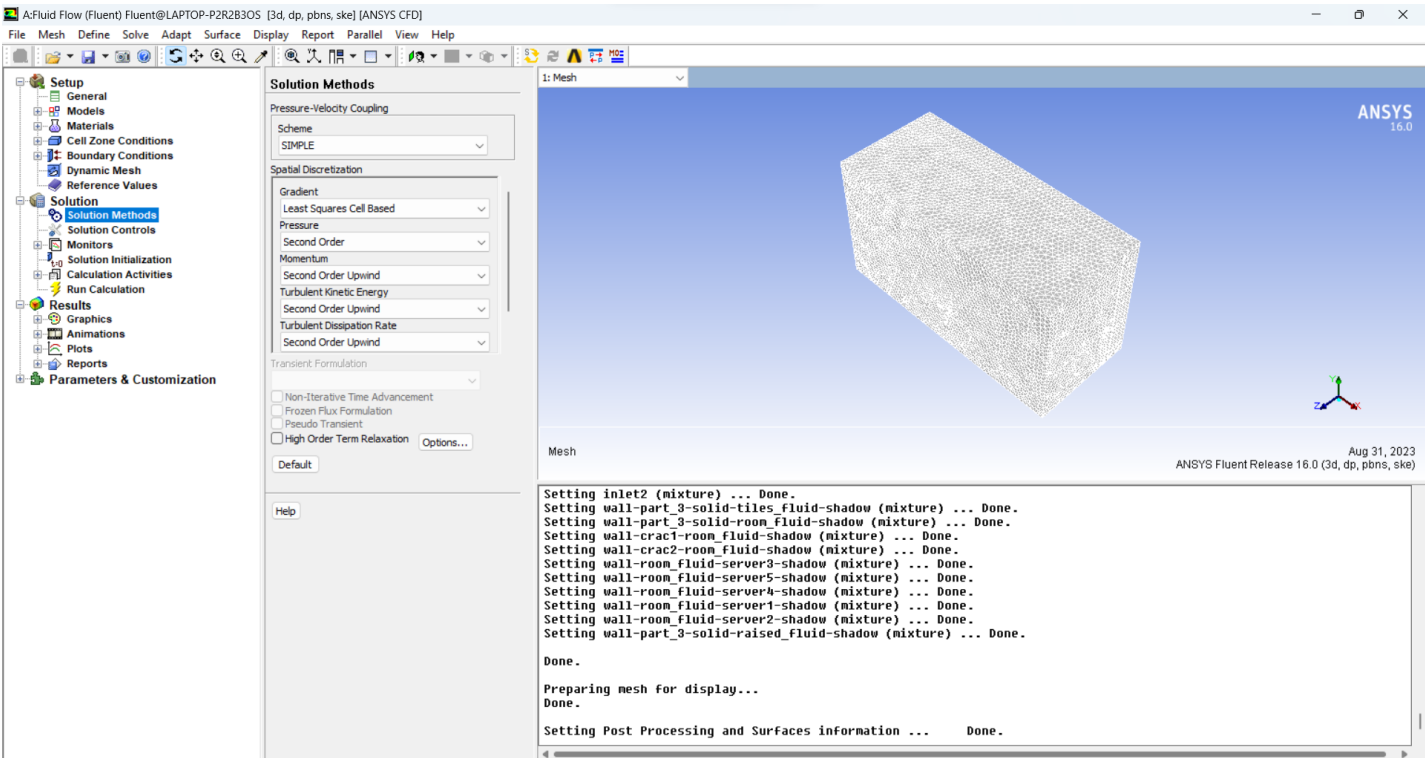 A:Fluid Flow (Fluent) Fluent@LAPTOP-P2R2B3OS [3d, dp, pbns, ske] [ANSYS CFD]
File Mesh Define Solve Adapt Surface Display Report Parallel View Help
Setup
General
Models
Materials
Cell Zone Conditions
Boundary Conditions
Dynamic Mesh
Reference Values
Solution
Solution Methods
Solution Controls
Monitors
Solution Initialization
Calculation Activities
Run Calculation
Results
Graphics
Animations
Plots
Reports
Parameters & Customization
Solution Methods
Pressure-Velocity Coupling
Scheme
SIMPLE
Spatial Discretization
Gradient
Least Squares Cell Based
Pressure
Second Order
Momentum
Second Order Upwind
Turbulent Kinetic Energy
Second Order Upwind
Turbulent Dissipation Rate
Second Order Upwind
Transient Formulation
Non-Iterative Time Advancement
Frozen Flux Formulation
Pseudo Transient
High Order Term Relaxation Options...
Default
Help
1: Mesh
ANSYS
16.0
Y
Z X
Mesh Aug 31, 2023
ANSYS Fluent Release 16.0 (3d, dp, pbns, ske)
Setting inlet2 (mixture) ... Done.
Setting wall-part_3-solid-tiles_fluid-shadow (mixture) ... Done.
Setting wall-part_3-solid-room_fluid-shadow (mixture) ... Done.
Setting wall-crac1-room_fluid-shadow (mixture) ... Done.
Setting wall-crac2-room_fluid-shadow (mixture) ... Done.
Setting wall-room_fluid-server3-shadow (mixture) ... Done.
Setting wall-room_fluid-server5-shadow (mixture) ... Done.
Setting wall-room_fluid-server4-shadow (mixture) ... Done.
Setting wall-room_fluid-server1-shadow (mixture) ... Done.
Setting wall-room_fluid-server2-shadow (mixture) ... Done.
Setting wall-part_3-solid-raised_fluid-shadow (mixture) ... Done.
Done.
Preparing mesh for display...
Done.
Setting Post Processing and Surfaces information ... Done.